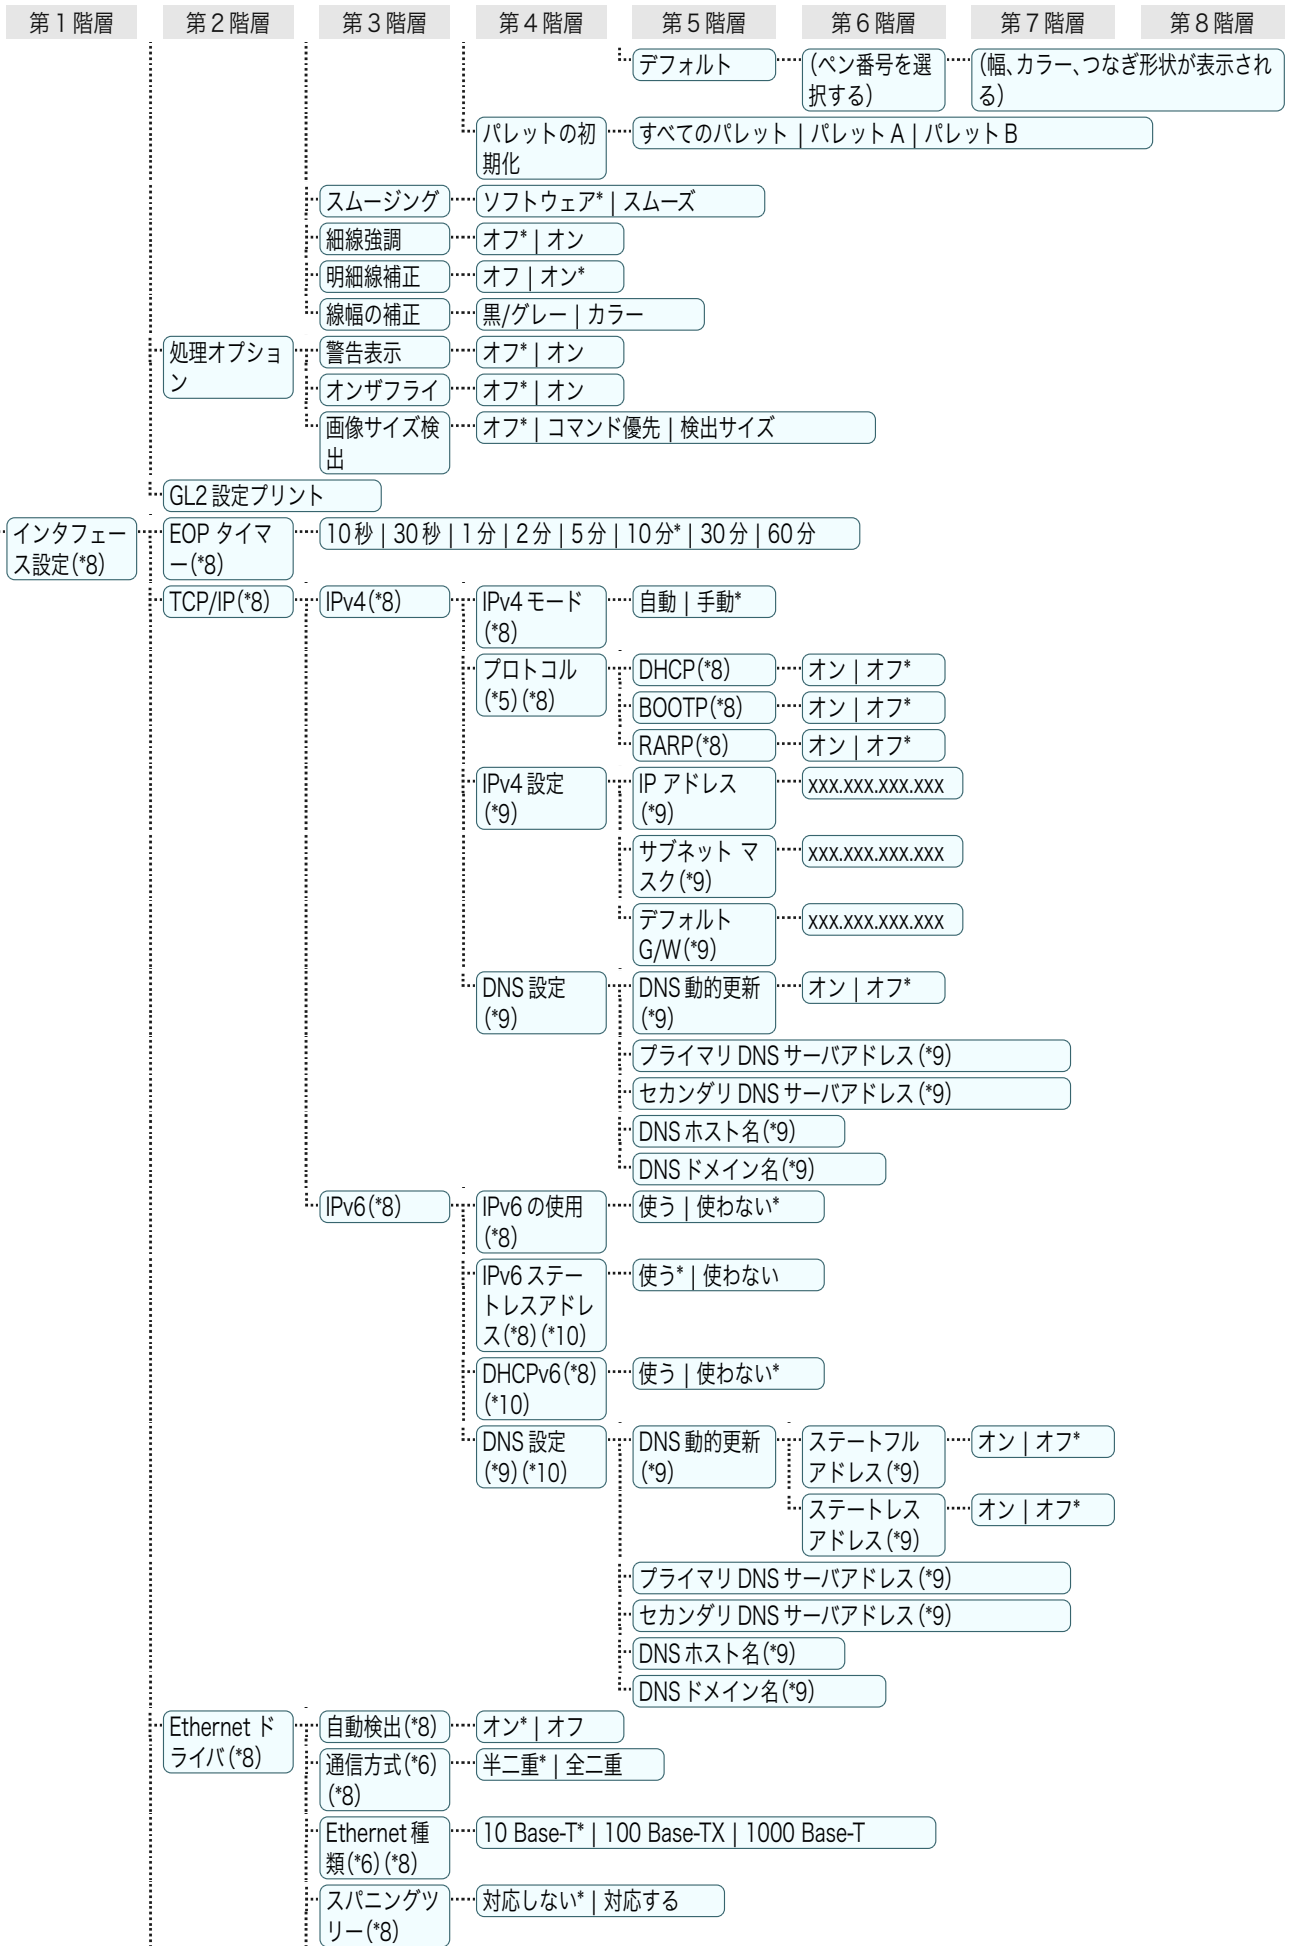 第1階層 第2階層 第3階層 第4階層 第5階層 第6階層 第7階層 第8階層
デフォルト (ペン番号を選 (幅、カラー、つなぎ形状が表示され
択する) る)
パレットの初 すべてのパレット | パレット A | パレット B
期化
スムージング ソフトウェア* | スムーズ
細線強調 オフ* | オン
明細線補正 オフ | オン*
線幅の補正 黒/グレー | カラー
処理オプショ 警告表示 オフ* | オン
ン
オンザフライ オフ* | オン
画像サイズ検 オフ* | コマンド優先 | 検出サイズ
出
GL2 設定プリント
インタフェー EOP タイマ 10秒 | 30秒 | 1分 | 2分 | 5分 | 10分* | 30分 | 60分
ス設定(*8) ー(*8)
TCP/IP(*8) IPv4(*8) IPv4 モード 自動 | 手動*
(*8)
プロトコル DHCP(*8) オン | オフ*
(*5)(*8)
BOOTP(*8) オン | オフ*
RARP(*8) オン | オフ*
IPv4 設定 IP アドレス xxx.xxx.xxx.xxx
(*9) (*9)
サブネット マ xxx.xxx.xxx.xxx
スク(*9)
デフォルト xxx.xxx.xxx.xxx
G/W(*9)
DNS 設定 DNS 動的更新 オン | オフ*
(*9) (*9)
プライマリ DNS サーバアドレス(*9)
セカンダリ DNS サーバアドレス(*9)
DNS ホスト名(*9)
DNS ドメイン名(*9)
IPv6(*8) IPv6 の使用 使う | 使わない*
(*8)
IPv6 ステー 使う* | 使わない
トレスアドレ
ス(*8)(*10)
DHCPv6(*8) 使う | 使わない*
(*10)
DNS 設定 DNS 動的更新 ステートフル オン | オフ*
(*9)(*10) (*9) アドレス(*9)
ステートレス オン | オフ*
アドレス(*9)
プライマリ DNS サーバアドレス(*9)
セカンダリ DNS サーバアドレス(*9)
DNS ホスト名(*9)
DNS ドメイン名(*9)
Ethernet ド 自動検出(*8) オン* | オフ
ライバ(*8)
通信方式(*6) 半二重* | 全二重
(*8)
Ethernet 種 10 Base-T* | 100 Base-TX | 1000 Base-T
類(*6)(*8)
スパニングツ 対応しない* | 対応する
リー(*8)